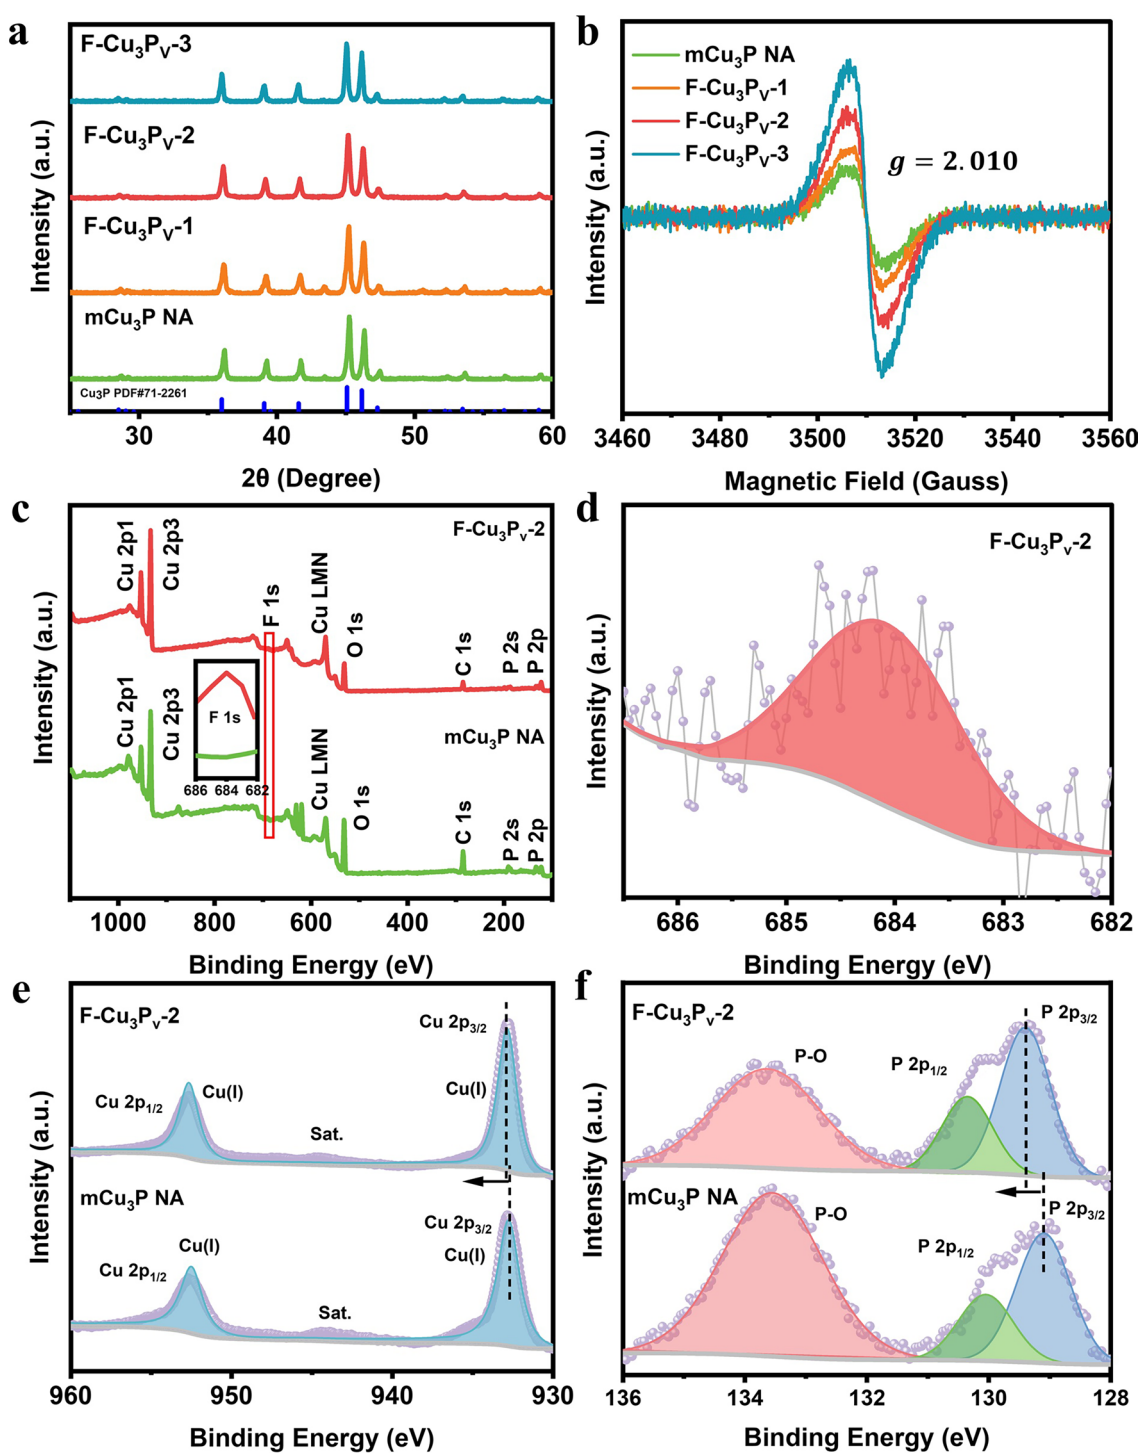 a
F-Cu₃Pᵥ-3
F-Cu₃Pᵥ-2
F-Cu₃Pᵥ-1
mCu₃P NA
Cu₃P PDF#71-2261
Intensity (a.u.)
30 40 50 60
2θ (Degree)
b
mCu₃P NA
F-Cu₃Pᵥ-1
F-Cu₃Pᵥ-2
F-Cu₃Pᵥ-3
g = 2.010
Intensity (a.u.)
3460 3480 3500 3520 3540 3560
Magnetic Field (Gauss)
c
F-Cu₃Pᵥ-2
Cu 2p1
Cu 2p3
F 1s
Cu LMN
O 1s
C 1s
P 2s
P 2p
F 1s
686 684 682
mCu₃P NA
Cu 2p1
Cu 2p3
Cu LMN
O 1s
C 1s
P 2s
P 2p
Intensity (a.u.)
1000 800 600 400 200
Binding Energy (eV)
d
F-Cu₃Pᵥ-2
Intensity (a.u.)
686 685 684 683 682
Binding Energy (eV)
e
F-Cu₃Pᵥ-2
Cu 2p₃/₂
Cu(I)
Cu(I)
Cu 2p₁/₂
Sat.
mCu₃P NA
Cu 2p₃/₂
Cu(I)
Cu(I)
Cu 2p₁/₂
Sat.
Intensity (a.u.)
960 950 940 930
Binding Energy (eV)
f
F-Cu₃Pᵥ-2
P 2p₃/₂
P-O
P 2p₁/₂
mCu₃P NA
P 2p₃/₂
P-O
P 2p₁/₂
Intensity (a.u.)
136 134 132 130 128
Binding Energy (eV)